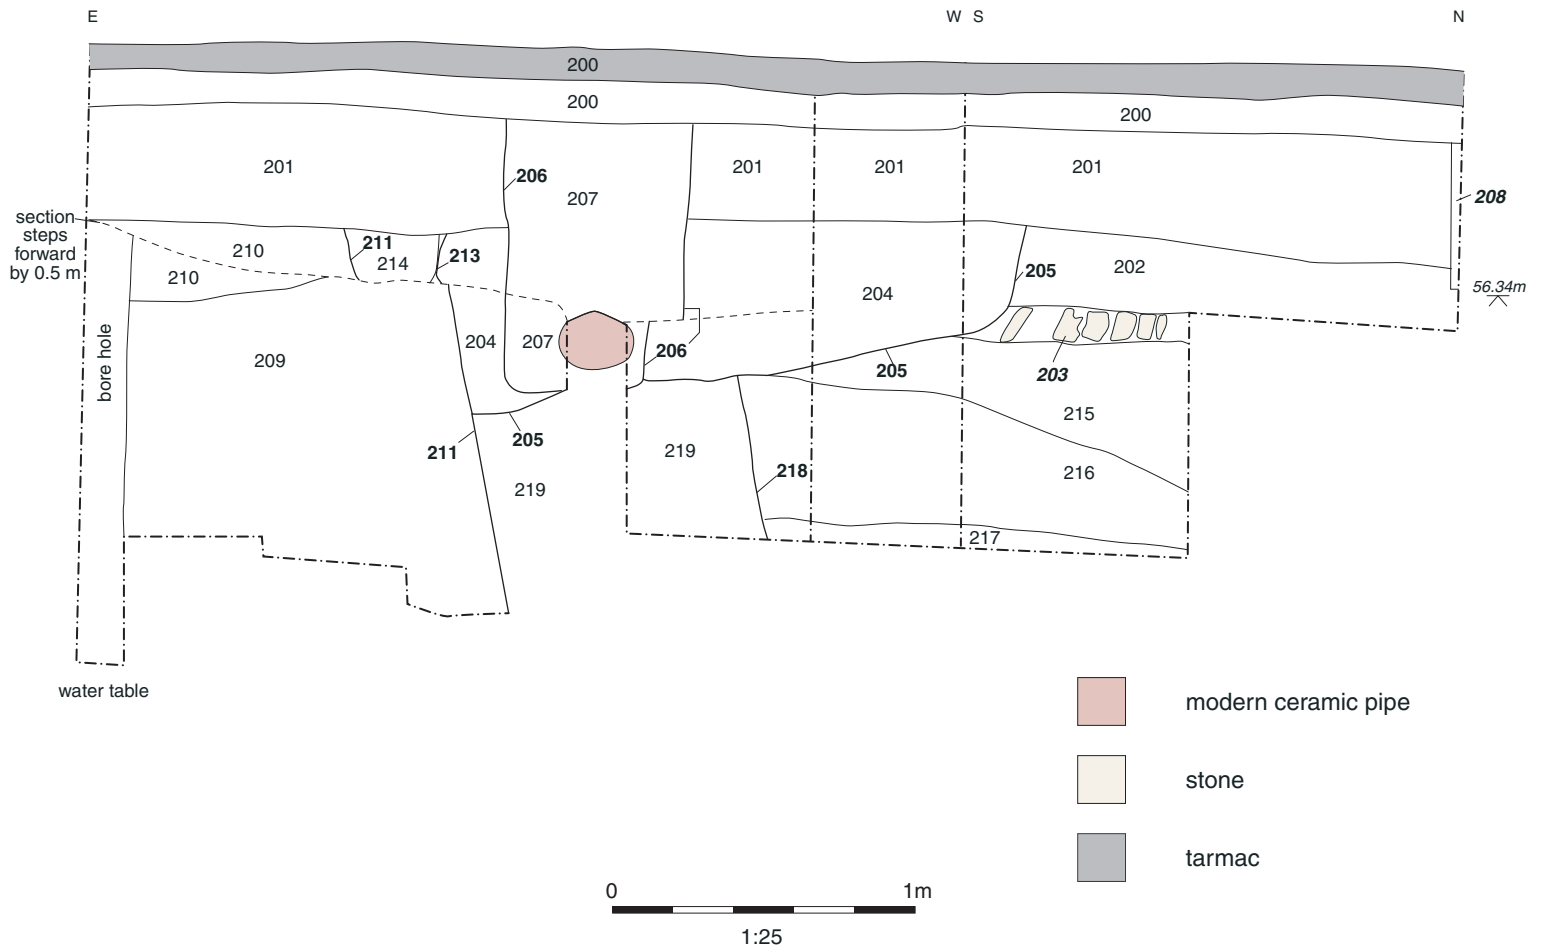 E
W S
N
200
200
200
201
206
207
201
201
201
208
section
steps
forward
by 0.5 m
210
211
214
213
210
204
205
202
56.34m
bore hole
209
204
207
206
205
203
215
211
205
219
219
218
216
217
water table
modern ceramic pipe
stone
tarmac
0
1m
1:25